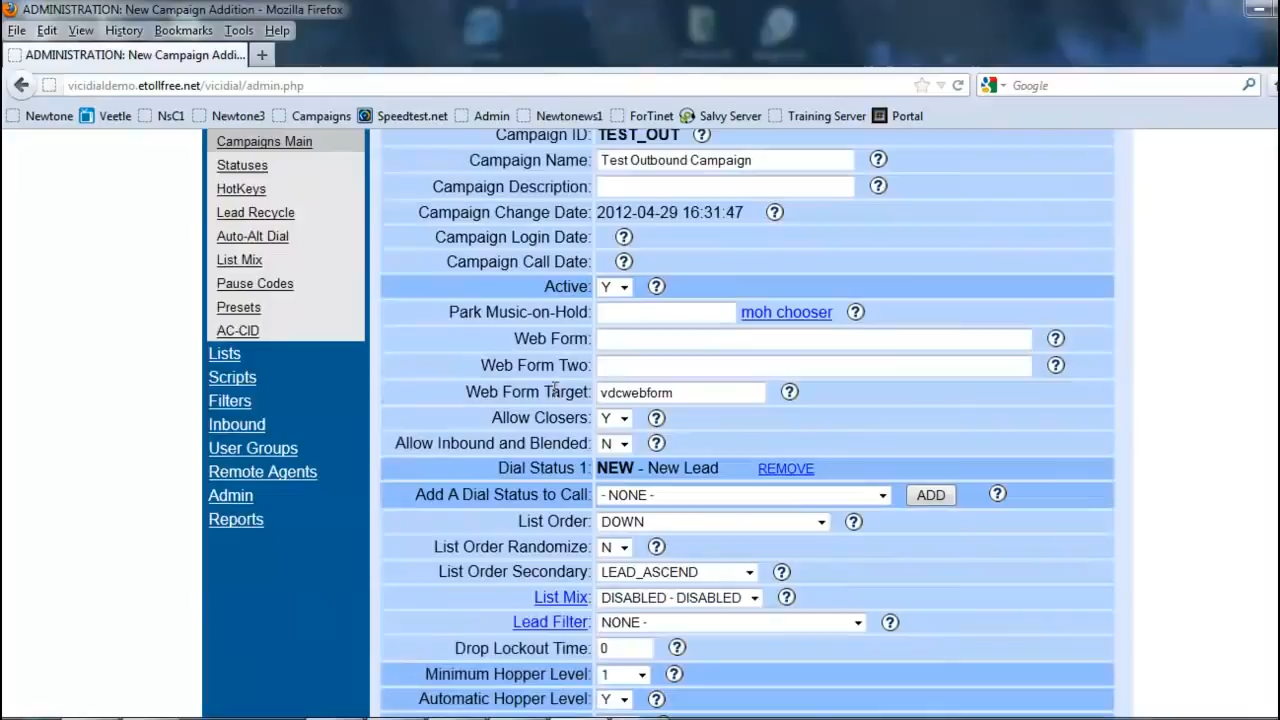 ADMINISTRATION: New Campaign Addition - Mozilla Firefox
File Edit View History Bookmarks Tools Help
ADMINISTRATION: New Campaign Addi... +
vicidialdemo.etollfree.net/vicidial/admin.php Google
Newtone Veetle NsC1 Newtone3 Campaigns Speedtest.net Admin Newtonews1 ForTinet Salvy Server Training Server Portal
Campaigns Main
Statuses
HotKeys
Lead Recycle
Auto-Alt Dial
List Mix
Pause Codes
Presets
AC-CID
Lists
Scripts
Filters
Inbound
User Groups
Remote Agents
Admin
Reports
Campaign ID: TEST_OUT ?
Campaign Name: Test Outbound Campaign ?
Campaign Description: ?
Campaign Change Date: 2012-04-29 16:31:47 ?
Campaign Login Date: ?
Campaign Call Date: ?
Active: Y ?
Park Music-on-Hold: moh chooser ?
Web Form: ?
Web Form Two: ?
Web Form Target: vdcwebform ?
Allow Closers: Y ?
Allow Inbound and Blended: N ?
Dial Status 1: NEW - New Lead REMOVE
Add A Dial Status to Call: - NONE - ADD ?
List Order: DOWN ?
List Order Randomize: N ?
List Order Secondary: LEAD_ASCEND ?
List Mix: DISABLED - DISABLED ?
Lead Filter: NONE - ?
Drop Lockout Time: 0 ?
Minimum Hopper Level: 1 ?
Automatic Hopper Level: Y ?